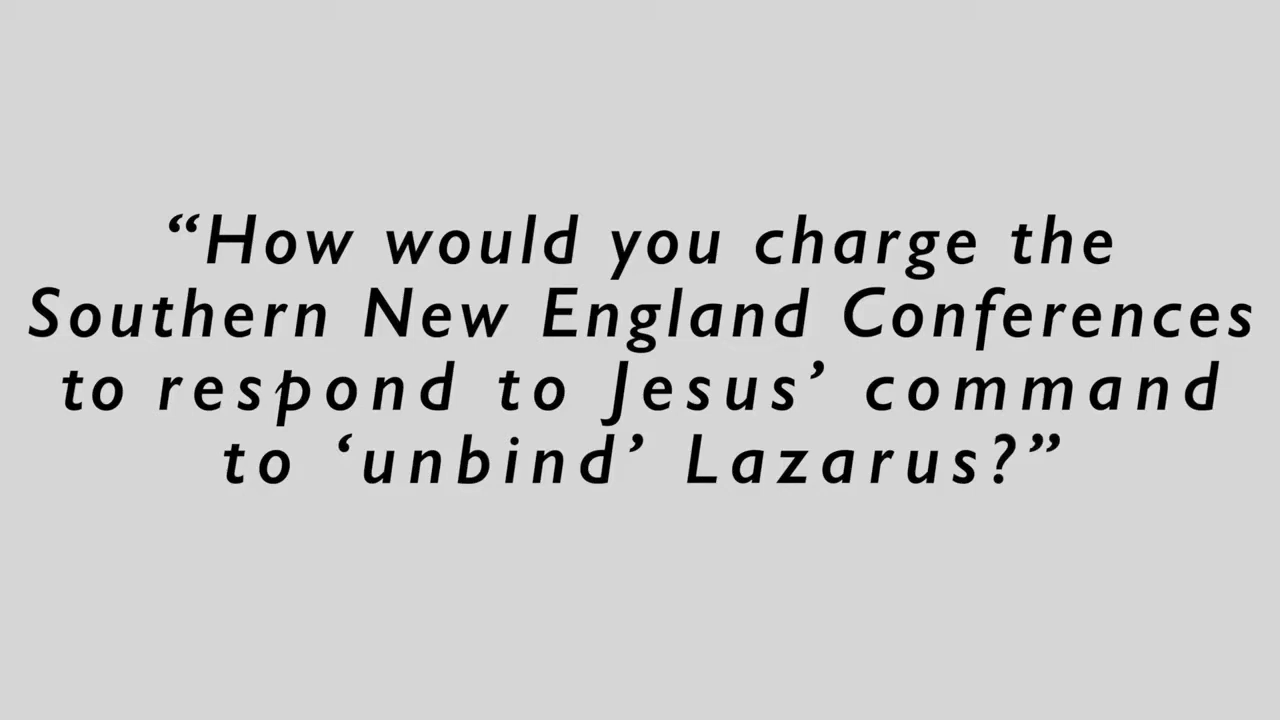 “How would you charge the
Southern New England Conferences
to respond to Jesus’ command
to ‘unbind’ Lazarus?”